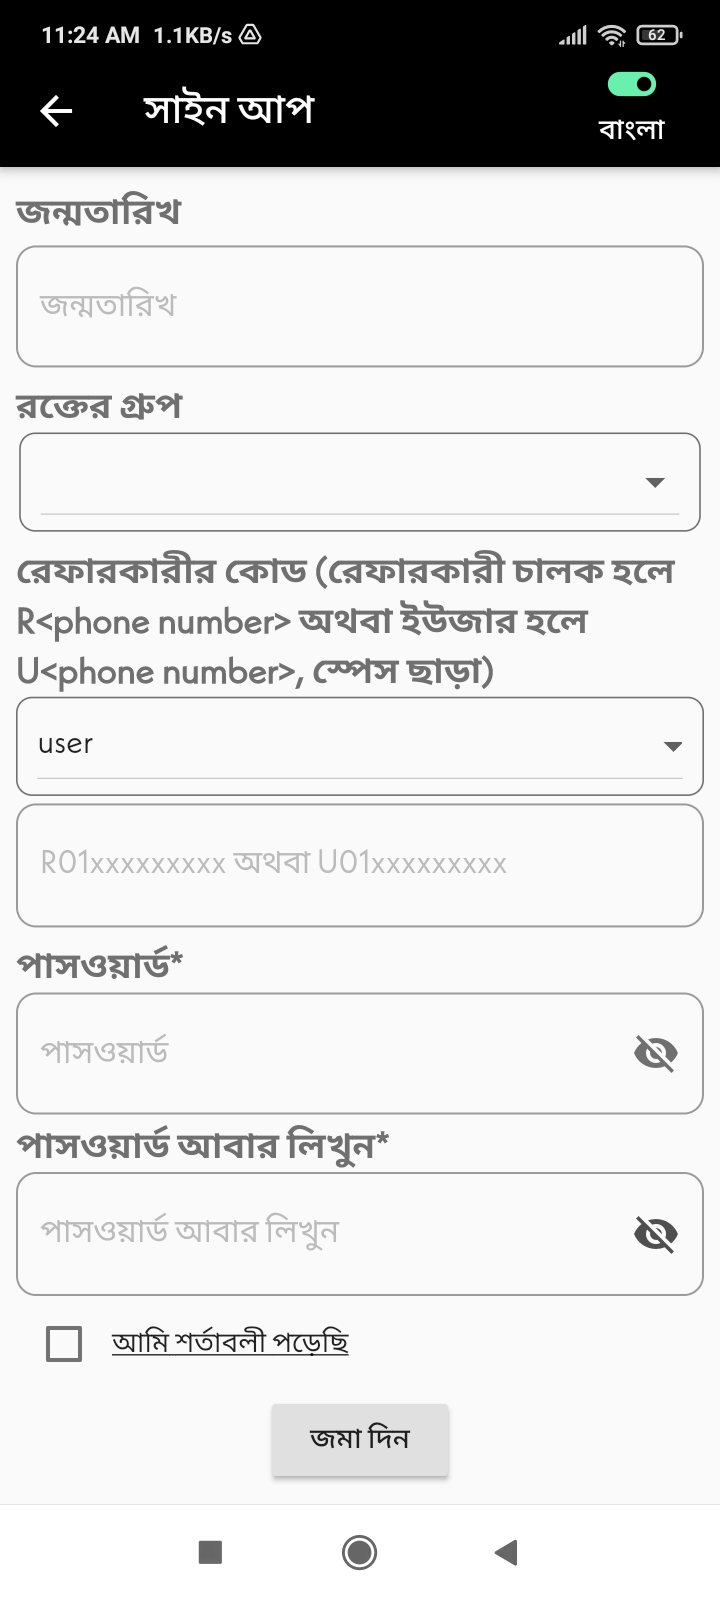 11:24 AM 1.1KB/s
62
সাইন আপ
বাংলা
জন্মতারিখ
জন্মতারিখ
রক্তের গ্রুপ
রেফারকারীর কোড (রেফারকারী চালক হলে
R<phone number> অথবা ইউজার হলে
U<phone number>, স্পেস ছাড়া)
user
R01xxxxxxxxx অথবা U01xxxxxxxxx
পাসওয়ার্ড*
পাসওয়ার্ড
পাসওয়ার্ড আবার লিখুন*
পাসওয়ার্ড আবার লিখুন
আমি শর্তাবলী পড়েছি
জমা দিন